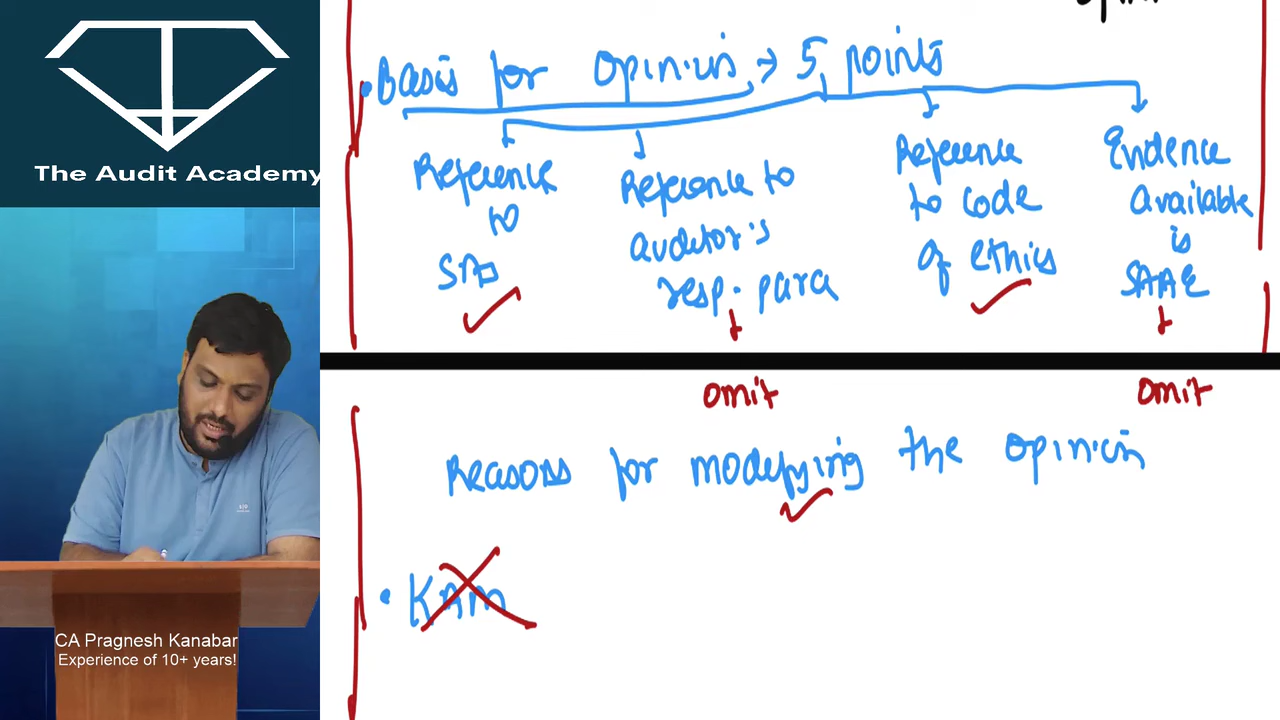 The Audit Academy
• Basis for opinion → 5 points
Reference
to
SAs
Reference to
auditor's
resp. para
Reference
to code
of ethics
Evidence
available
is
SAAE
omit
omit
Reasons for modifying the opinion
• KAM
CA Pragnesh Kanabar
Experience of 10+ years!